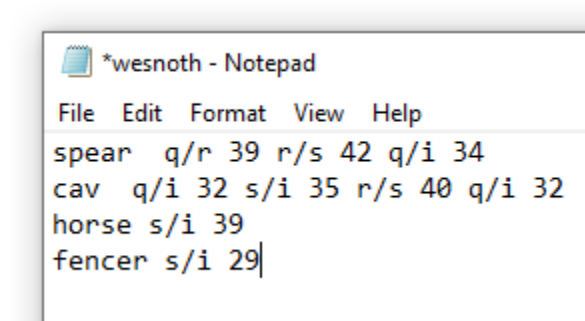 *wesnoth - Notepad
File Edit Format View Help
spear  q/r 39 r/s 42 q/i 34
cav  q/i 32 s/i 35 r/s 40 q/i 32
horse s/i 39
fencer s/i 29